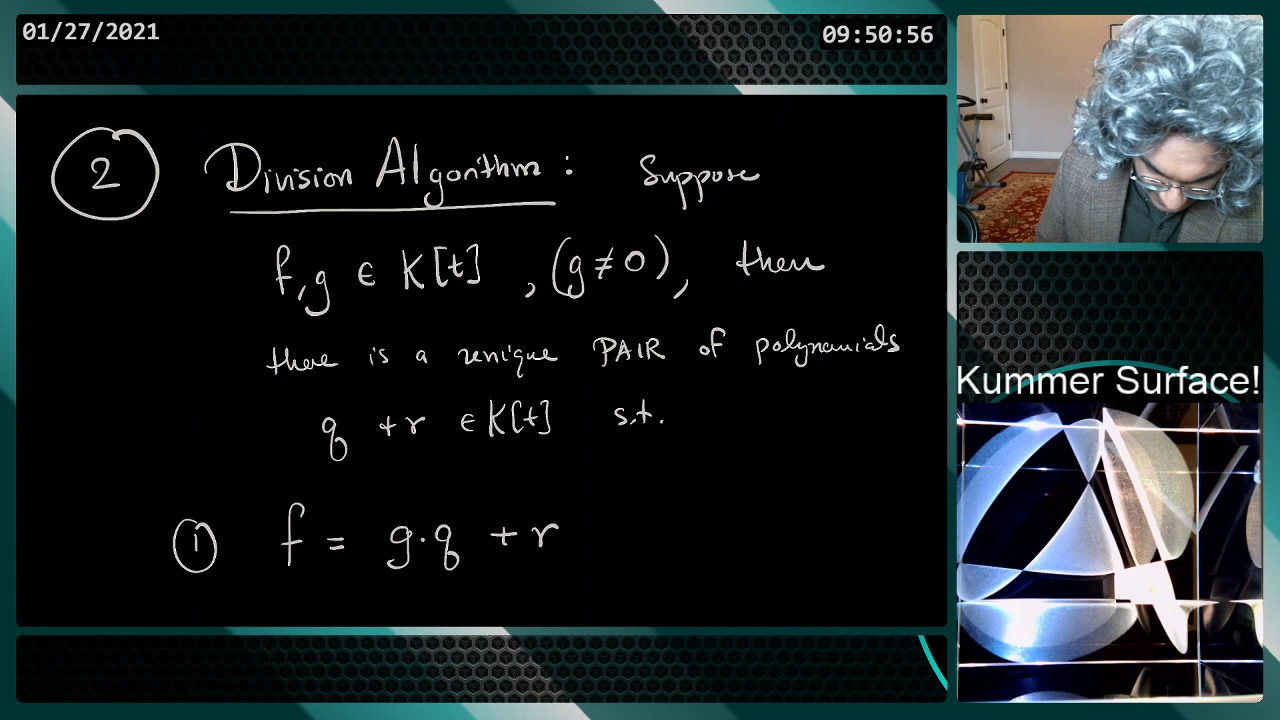 01/27/2021
09:50:56
2 Division Algorithm : Suppose
f,g ∈ K[t] , (g≠0), then
there is a unique PAIR of polynomials
q + r ∈ K[t] s.t.
1 f = g·q + r
Kummer Surface!